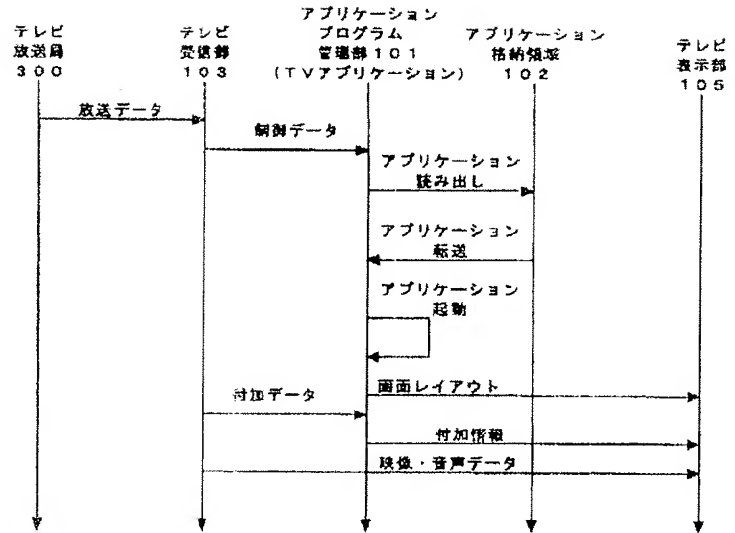 テレビ
放送局
300
テレビ
受信部
103
アプリケーション
プログラム
管理部101
(TVアプリケーション)
アプリケーション
格納領域
102
テレビ
表示部
105
放送データ
制御データ
アプリケーション
読み出し
アプリケーション
転送
アプリケーション
起動
画面レイアウト
付加データ
付加情報
映像・音声データ